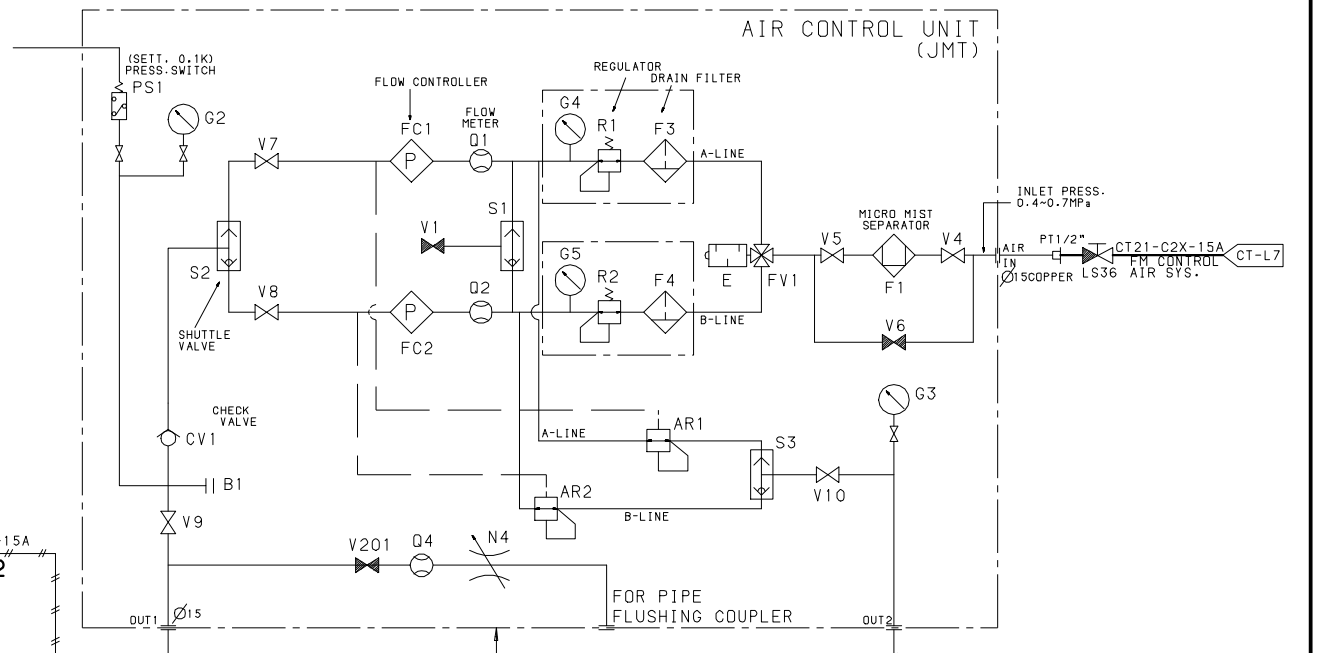 AIR CONTROL UNIT
(JMT)
(SETT. 0.1K)
PRESS.SWITCH
PS1
G2
FLOW CONTROLLER
FLOW
METER
REGULATOR
DRAIN FILTER
G4
R1
F3
FC1
Q1
P
V7
A-LINE
INLET PRESS.
0.4~0.7MPa
MICRO MIST
SEPARATOR
S1
V1
V5
V4
F1
AIR
IN
Ø15COPPER
PT1/2"
CT21-C2X-15A
FM CONTROL
AIR SYS.
LS36
CT-L7
S2
G5
R2
F4
E
FV1
V8
Q2
P
FC2
B-LINE
V6
SHUTTLE
VALVE
G3
CHECK
VALVE
CV1
A-LINE
AR1
S3
B1
AR2
V10
B-LINE
V9
-15A
V201
Q4
N4
FOR PIPE
FLUSHING COUPLER
OUT1
Ø15
OUT2